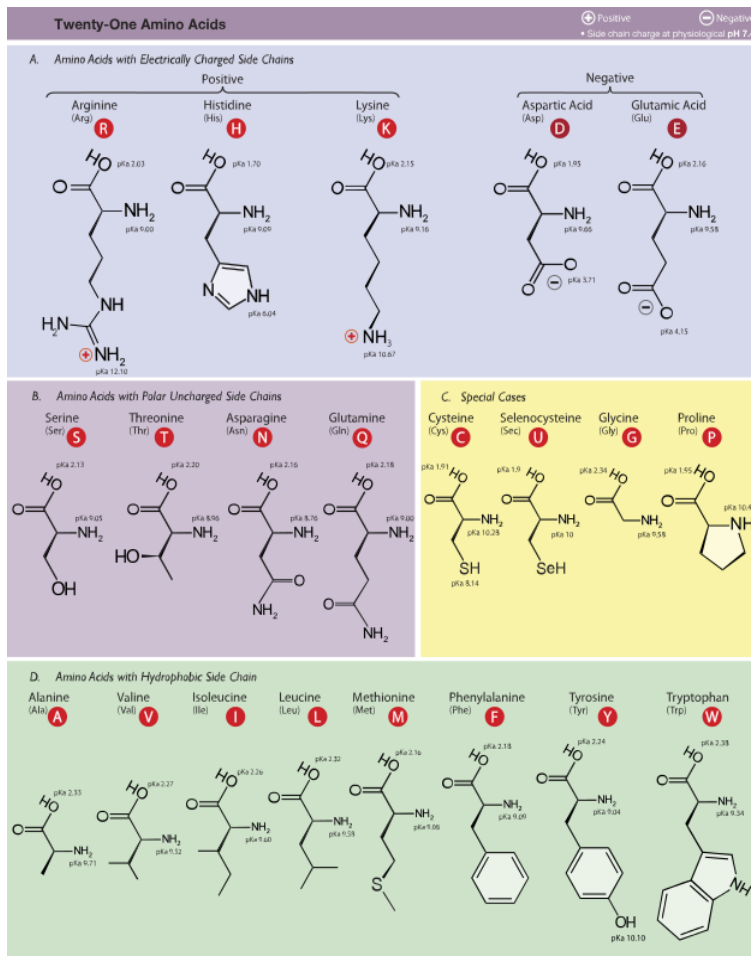 Twenty-One Amino Acids
+ Positive
− Negative
• Side chain charge at physiological pH 7.4
A. Amino Acids with Electrically Charged Side Chains
Positive
Negative
Arginine
(Arg)
R
Histidine
(His)
H
Lysine
(Lys)
K
Aspartic Acid
(Asp)
D
Glutamic Acid
(Glu)
E
HO pKa 2.03
O
NH2
pKa 9.00
NH
H2N
+ NH2
pKa 12.10
HO pKa 1.70
O
NH2
pKa 9.09
N
NH
pKa 6.04
HO pKa 2.15
O
NH2
pKa 9.16
+ NH3
pKa 10.67
HO pKa 1.95
O
NH2
pKa 9.66
O
O
− pKa 3.71
HO pKa 2.16
O
NH2
pKa 9.58
O
− O
pKa 4.15
B. Amino Acids with Polar Uncharged Side Chains
Serine
(Ser)
S
Threonine
(Thr)
T
Asparagine
(Asn)
N
Glutamine
(Gln)
Q
pKa 2.13
HO
O
pKa 9.05
NH2
OH
pKa 2.20
HO
O
pKa 8.96
NH2
HO
pKa 2.16
HO
O
pKa 8.76
NH2
O
NH2
pKa 2.18
HO
O
pKa 9.00
NH2
O
NH2
C. Special Cases
Cysteine
(Cys)
C
Selenocysteine
(Sec)
U
Glycine
(Gly)
G
Proline
(Pro)
P
pKa 1.91
HO
O
NH2
pKa 10.28
SH
pKa 8.14
pKa 1.9
HO
O
NH2
pKa 10
SeH
pKa 2.34
HO
O
NH2
pKa 9.58
pKa 1.95
HO
O
pKa 10.4
NH
D. Amino Acids with Hydrophobic Side Chain
Alanine
(Ala)
A
Valine
(Val)
V
Isoleucine
(Ile)
I
Leucine
(Leu)
L
Methionine
(Met)
M
Phenylalanine
(Phe)
F
Tyrosine
(Tyr)
Y
Tryptophan
(Trp)
W
pKa 2.33
HO
O
NH2
pKa 9.71
pKa 2.27
HO
O
NH2
pKa 9.52
pKa 2.26
HO
O
NH2
pKa 9.60
pKa 2.32
HO
O
NH2
pKa 9.58
pKa 2.16
HO
O
NH2
pKa 9.08
S
pKa 2.18
HO
O
NH2
pKa 9.09
pKa 2.24
HO
O
NH2
pKa 9.04
OH
pKa 10.10
pKa 2.38
HO
O
NH2
pKa 9.34
NH